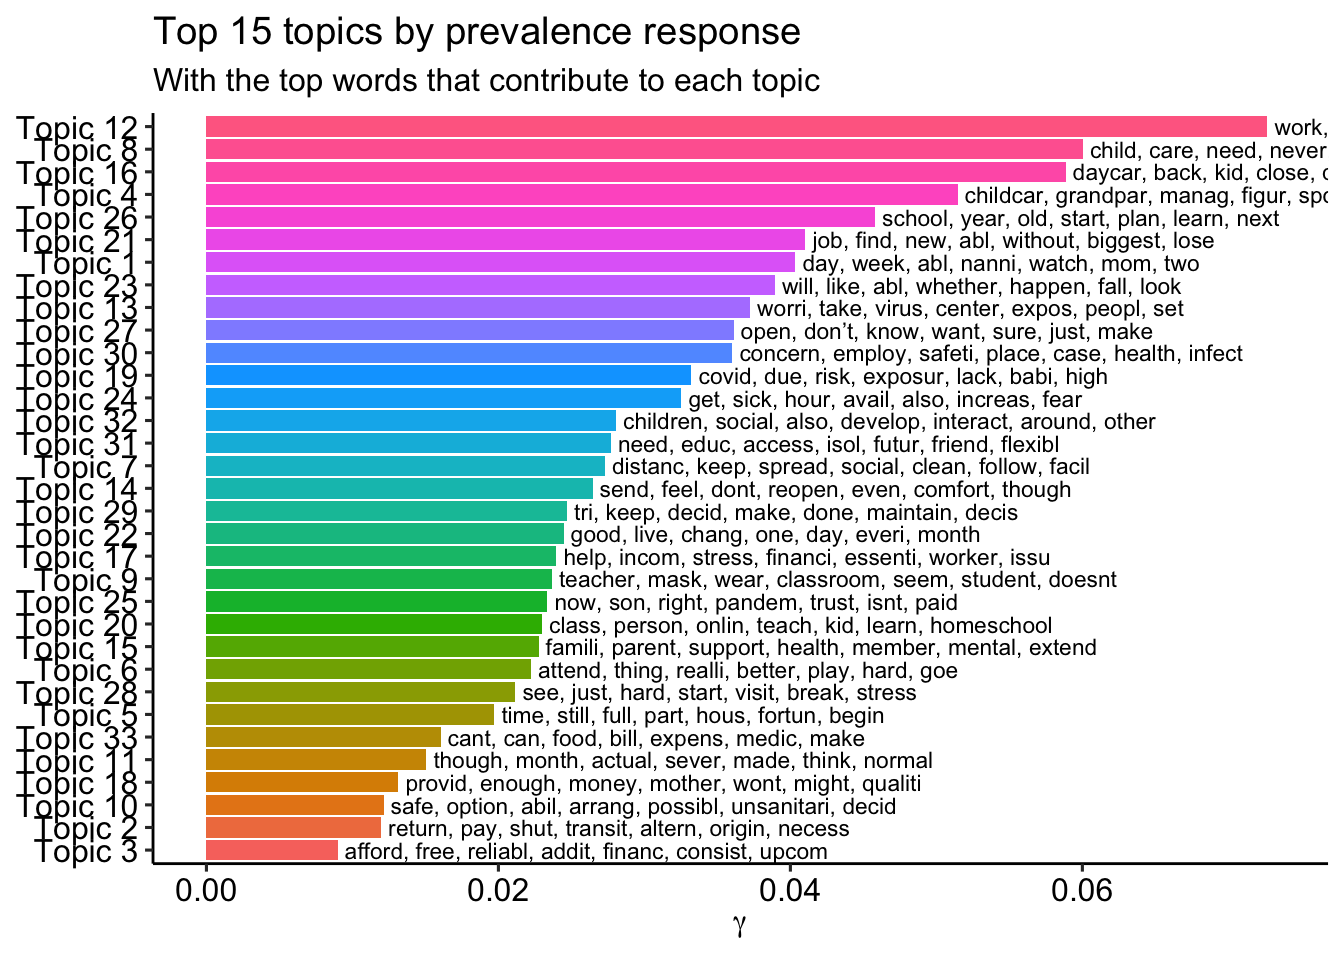 Top 15 topics by prevalence response
With the top words that contribute to each topic
Topic 12 work,
Topic 8 child, care, need, never
Topic 16 daycar, back, kid, close,
Topic 4 childcar, grandpar, manag, figur,
Topic 26 school, year, old, start, plan, learn, next
Topic 21 job, find, new, abl, without, biggest, lose
Topic 1 day, week, abl, nanni, watch, mom, two
Topic 23 will, like, abl, whether, happen, fall, look
Topic 13 worri, take, virus, center, expos, peopl, set
Topic 27 open, don’t, know, want, sure, just, make
Topic 30 concern, employ, safeti, place, case, health, infect
Topic 19 covid, due, risk, exposur, lack, babi, high
Topic 24 get, sick, hour, avail, also, increas, fear
Topic 32 children, social, also, develop, interact, around, other
Topic 31 need, educ, access, isol, futur, friend, flexibl
Topic 7 distanc, keep, spread, social, clean, follow, facil
Topic 14 send, feel, dont, reopen, even, comfort, though
Topic 29 tri, keep, decid, make, done, maintain, decis
Topic 22 good, live, chang, one, day, everi, month
Topic 17 help, incom, stress, financi, essenti, worker, issu
Topic 9 teacher, mask, wear, classroom, seem, student, doesnt
Topic 25 now, son, right, pandem, trust, isnt, paid
Topic 20 class, person, onlin, teach, kid, learn, homeschool
Topic 15 famili, parent, support, health, member, mental, extend
Topic 6 attend, thing, realli, better, play, hard, goe
Topic 28 see, just, hard, start, visit, break, stress
Topic 5 time, still, full, part, hous, fortun, begin
Topic 33 cant, can, food, bill, expens, medic, make
Topic 11 though, month, actual, sever, made, think, normal
Topic 18 provid, enough, money, mother, wont, might, qualiti
Topic 10 safe, option, abil, arrang, possibl, unsanitari, decid
Topic 2 return, pay, shut, transit, altern, origin, necess
Topic 3 afford, free, reliabl, addit, financ, consist, upcom
0.00 0.02 0.04 0.06
γ